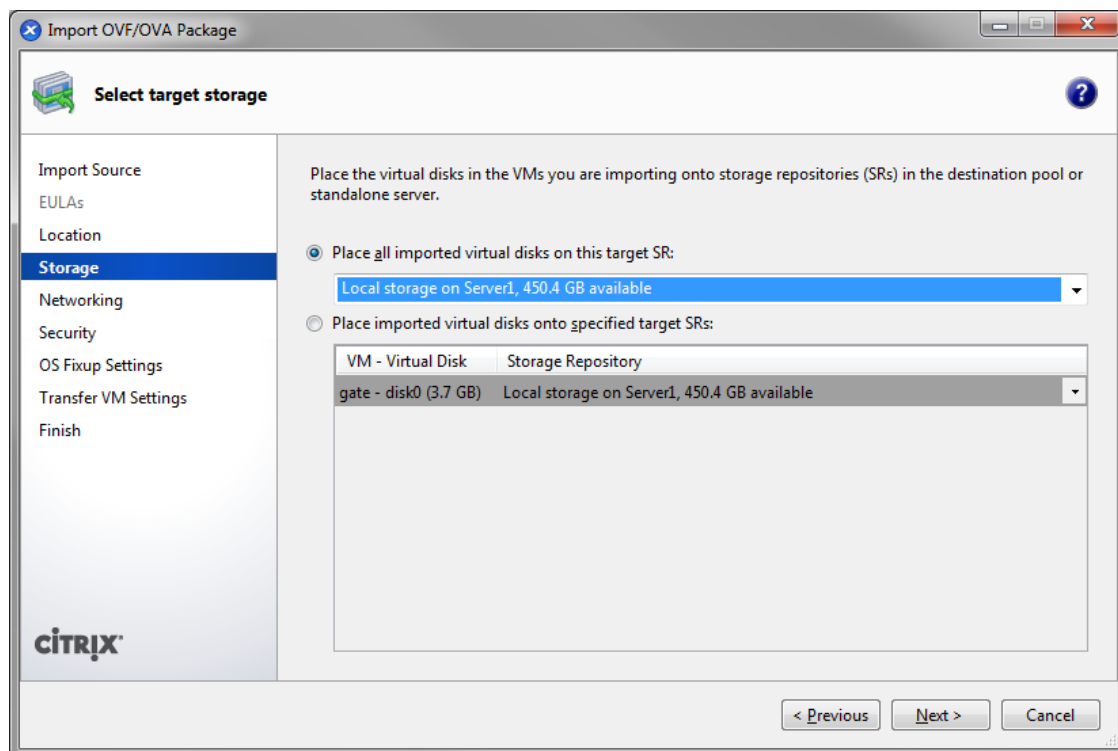 Import OVF/OVA Package
Select target storage
?
Import Source
EULAs
Location
Storage
Networking
Security
OS Fixup Settings
Transfer VM Settings
Finish
CITRIX
Place the virtual disks in the VMs you are importing onto storage repositories (SRs) in the destination pool or
standalone server.
Place all imported virtual disks on this target SR:
Local storage on Server1, 450.4 GB available
Place imported virtual disks onto specified target SRs:
VM - Virtual Disk Storage Repository
gate - disk0 (3.7 GB) Local storage on Server1, 450.4 GB available
< Previous Next > Cancel